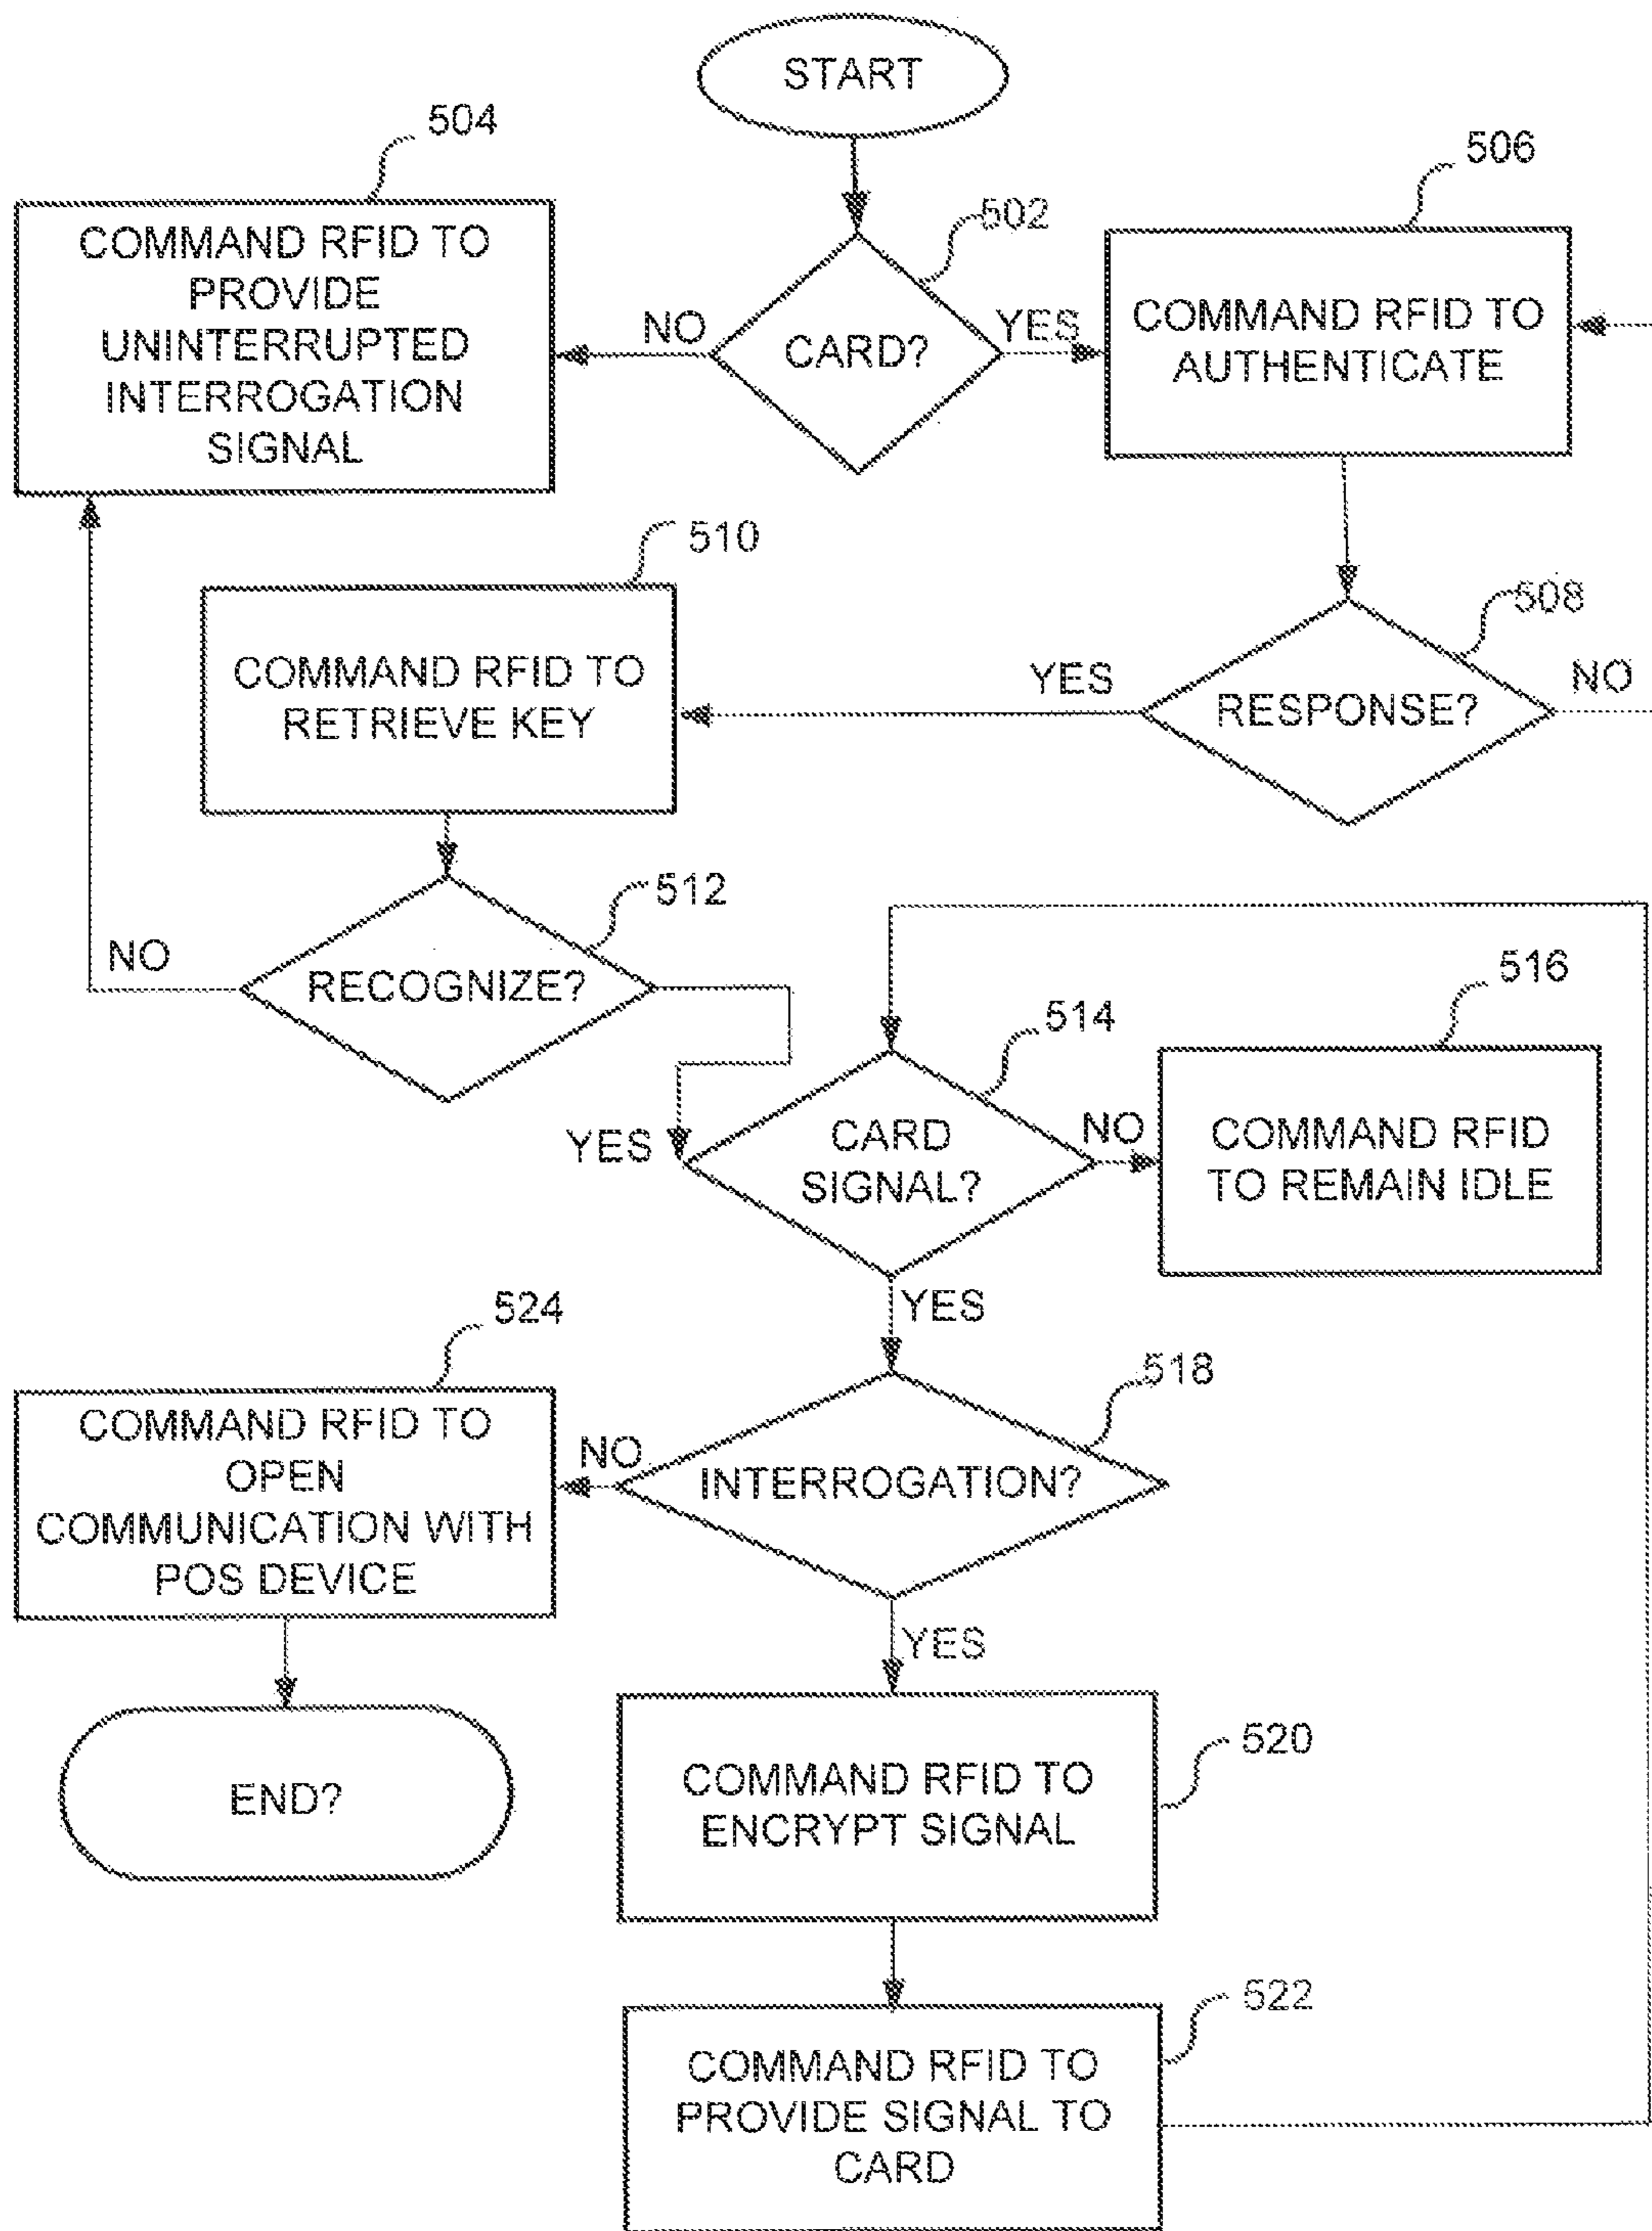 START
504
506
502
COMMAND RFID TO
PROVIDE
UNINTERRUPTED
INTERROGATION
SIGNAL
NO
CARD?
YES
COMMAND RFID TO
AUTHENTICATE
510
508
COMMAND RFID TO
RETRIEVE KEY
YES
RESPONSE?
NO
512
NO
RECOGNIZE?
516
514
YES
CARD
SIGNAL?
NO
COMMAND RFID
TO REMAIN IDLE
YES
524
518
COMMAND RFID TO
OPEN
COMMUNICATION WITH
POS DEVICE
NO
INTERROGATION?
YES
520
END?
COMMAND RFID TO
ENCRYPT SIGNAL
522
COMMAND RFID TO
PROVIDE SIGNAL TO
CARD